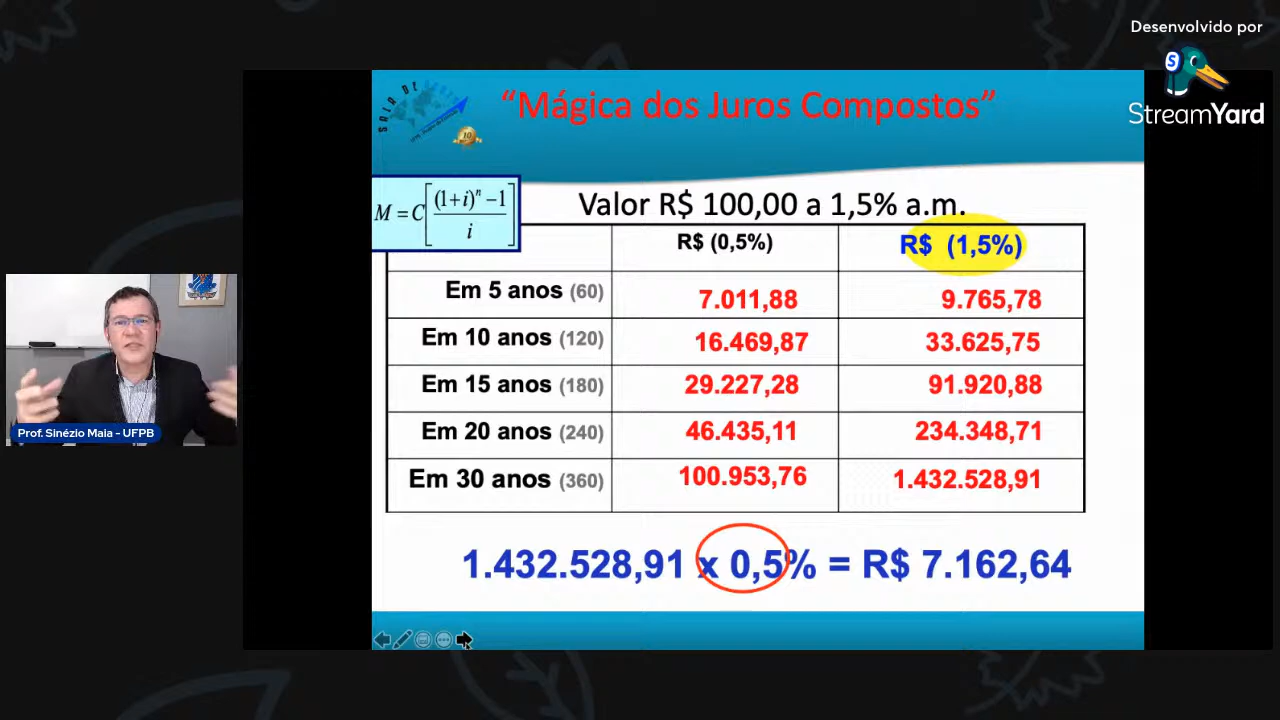 Desenvolvido por
StreamYard
SALA DE
“Mágica dos Juros Compostos”
10
M = C[((1+i)ⁿ −1)/i]
Valor R$ 100,00 a 1,5% a.m.
R$ (0,5%) R$ (1,5%)
Em 5 anos (60) 7.011,88 9.765,78
Em 10 anos (120) 16.469,87 33.625,75
Em 15 anos (180) 29.227,28 91.920,88
Em 20 anos (240) 46.435,11 234.348,71
Em 30 anos (360) 100.953,76 1.432.528,91
1.432.528,91 x 0,5% = R$ 7.162,64
Prof. Sinézio Maia - UFPB